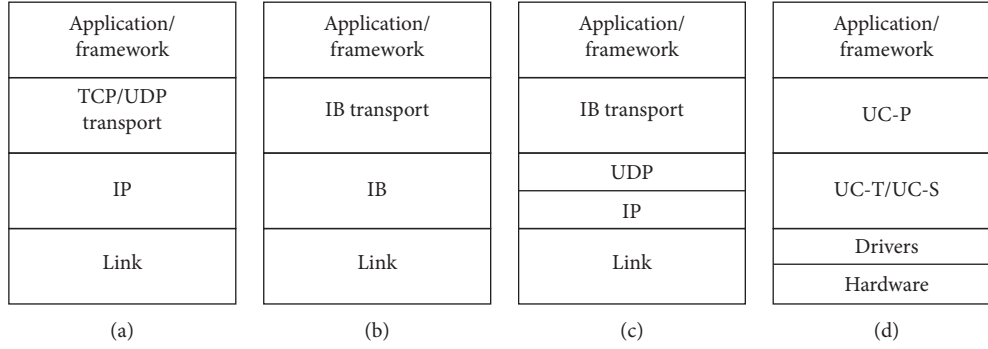 Application/
framework
TCP/UDP
transport
IP
Link
(a)
Application/
framework
IB transport
IB
Link
(b)
Application/
framework
IB transport
UDP
IP
Link
(c)
Application/
framework
UC-P
UC-T/UC-S
Drivers
Hardware
(d)